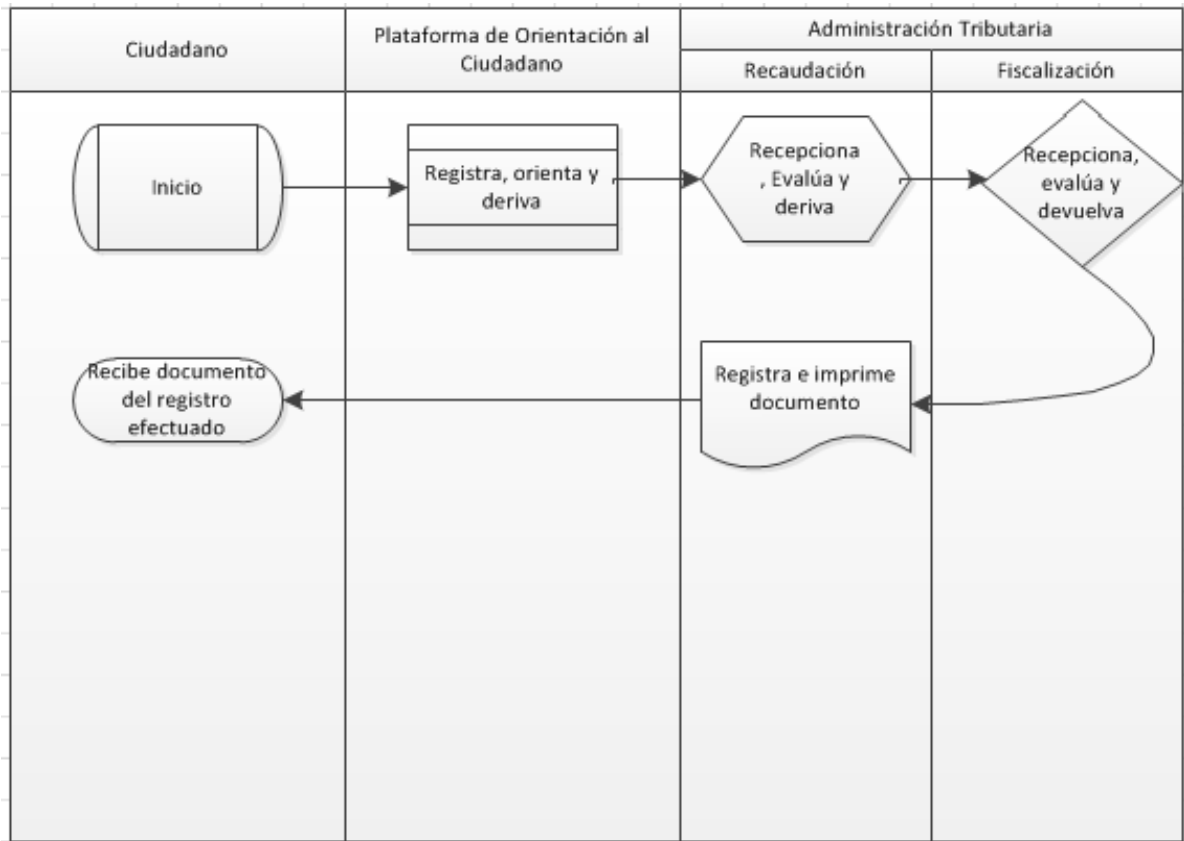 Ciudadano
Plataforma de Orientación al
Ciudadano
Administración Tributaria
Recaudación
Fiscalización
Inicio
Registra, orienta y
deriva
Recepciona
, Evalúa y
deriva
Recepciona,
evalúa y
devuelva
Registra e imprime
documento
Recibe documento
del registro
efectuado